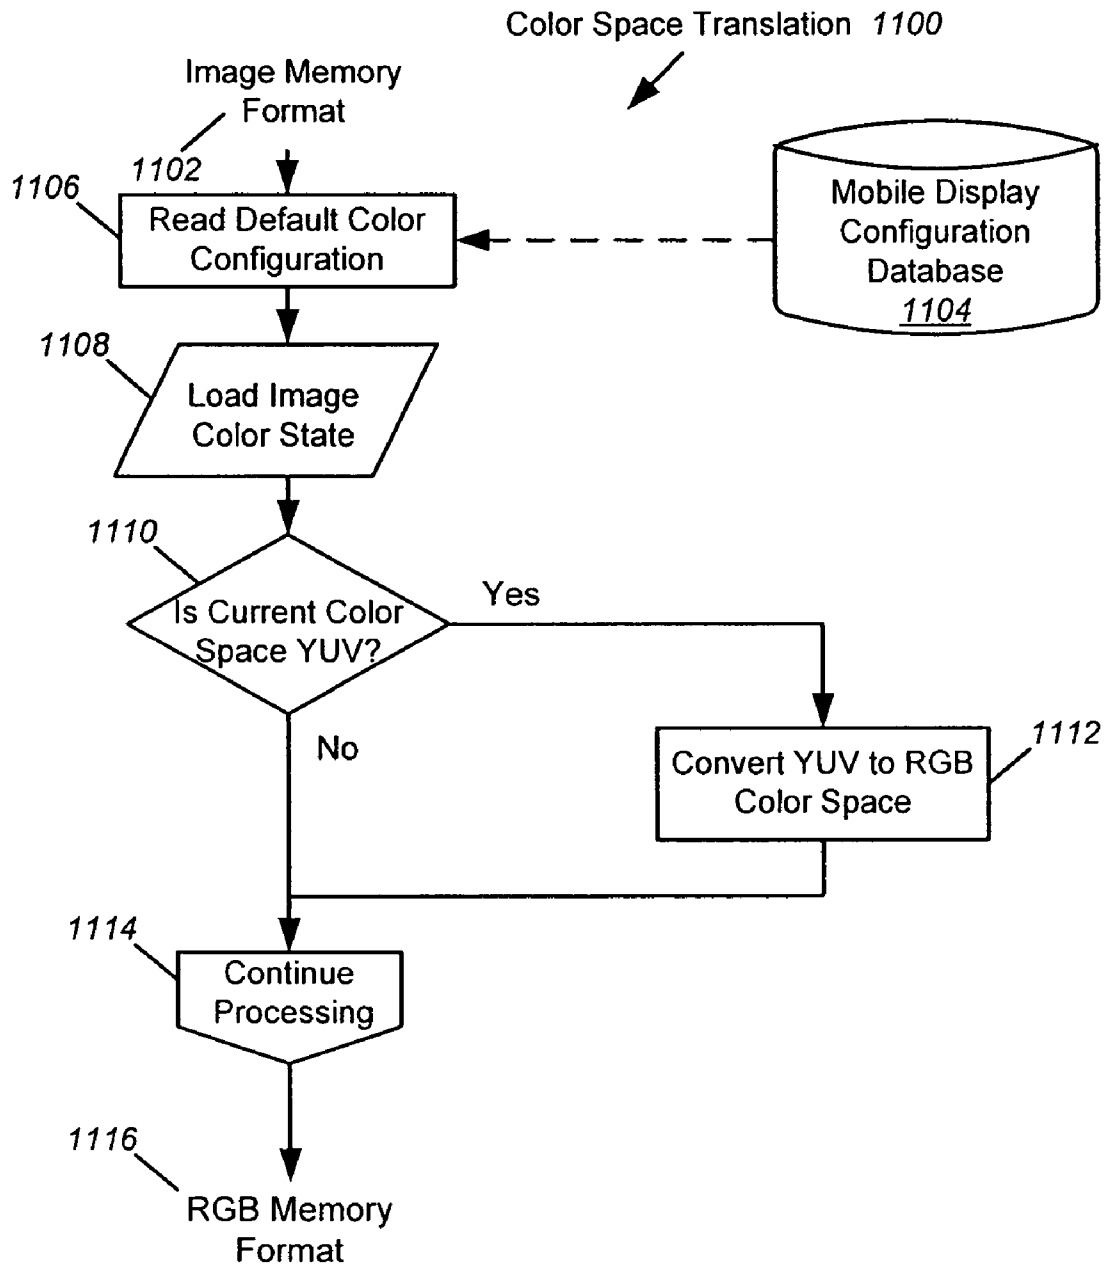 Color Space Translation 1100
Image Memory
Format
1102
1106
Read Default Color
Configuration
Mobile Display
Configuration
Database
1104
1108
Load Image
Color State
1110
Is Current Color
Space YUV?
Yes
No
1112
Convert YUV to RGB
Color Space
1114
Continue
Processing
1116
RGB Memory
Format